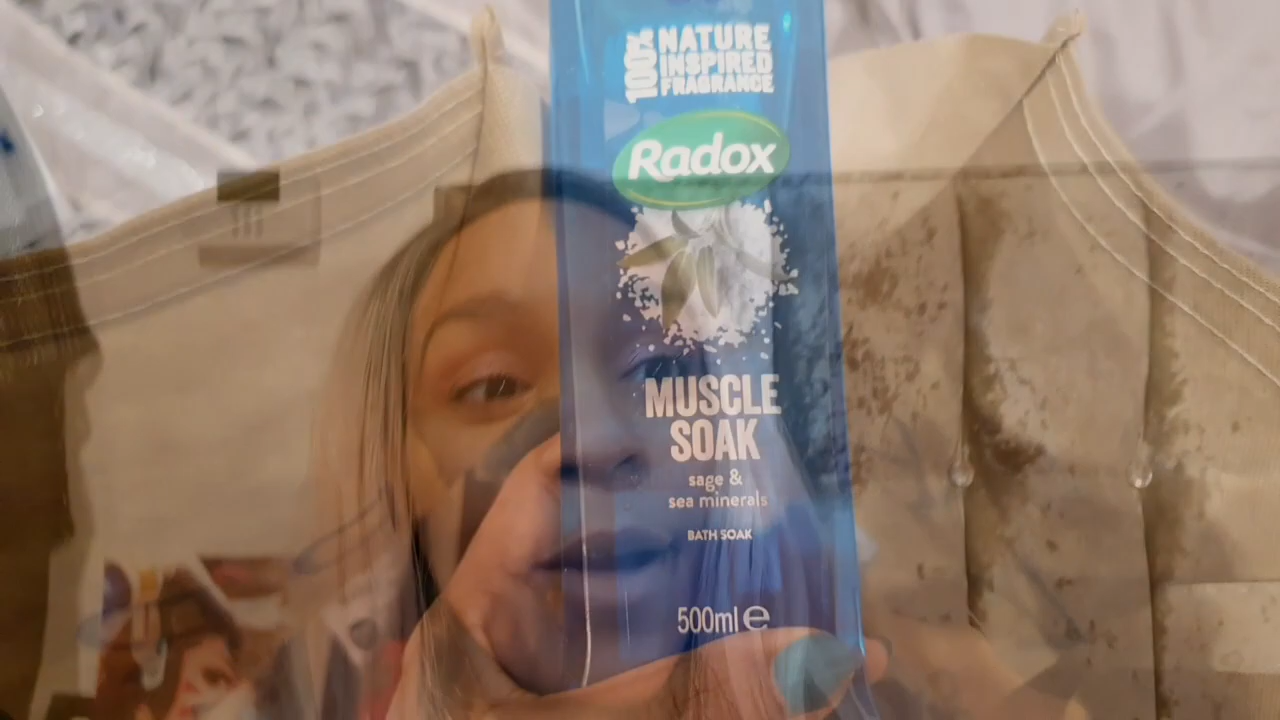 100%
NATURE
INSPIRED
FRAGRANCE
Radox
MUSCLE
SOAK
sage &
sea minerals
BATH SOAK
500ml e